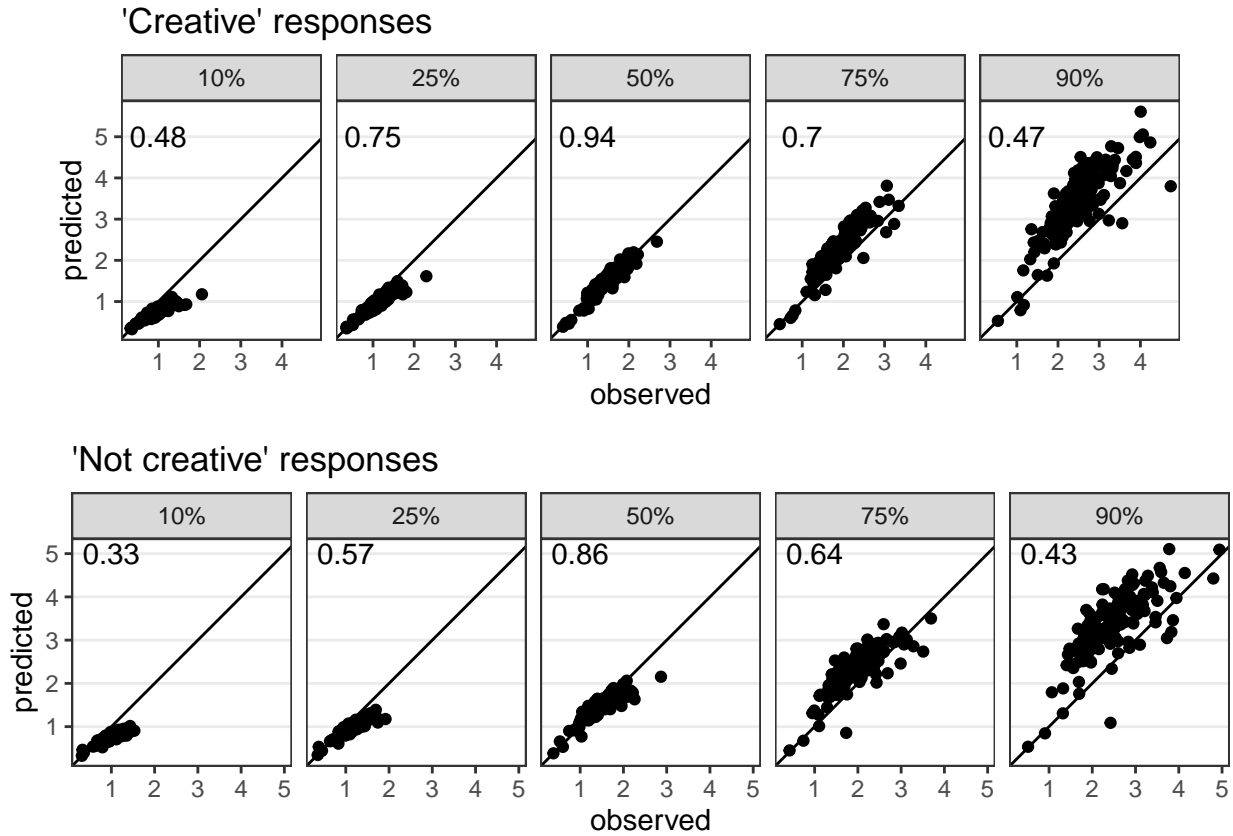 'Creative' responses
10% 25% 50% 75% 90%
0.48 0.75 0.94 0.7 0.47
5
4
3
2
1
predicted
1 2 3 4 1 2 3 4 1 2 3 4 1 2 3 4 1 2 3 4
observed
'Not creative' responses
10% 25% 50% 75% 90%
0.33 0.57 0.86 0.64 0.43
5
4
3
2
1
predicted
1 2 3 4 5 1 2 3 4 5 1 2 3 4 5 1 2 3 4 5 1 2 3 4 5
observed